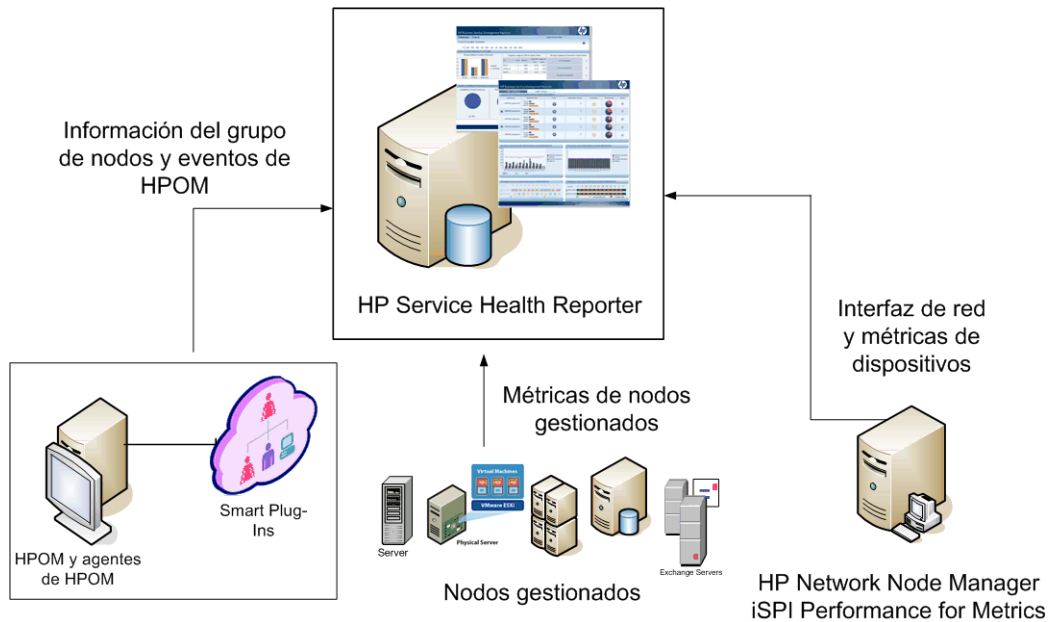 Información del grupo
de nodos y eventos de
HPOM
HP Service Health Reporter
Interfaz de red
y métricas de
dispositivos
Métricas de nodos
gestionados
HPOM y agentes
de HPOM
Smart Plug-
Ins
Server
Virtual Machines
VMware ESXi
Physical Server
Exchange Servers
Nodos gestionados
HP Network Node Manager
iSPI Performance for Metrics